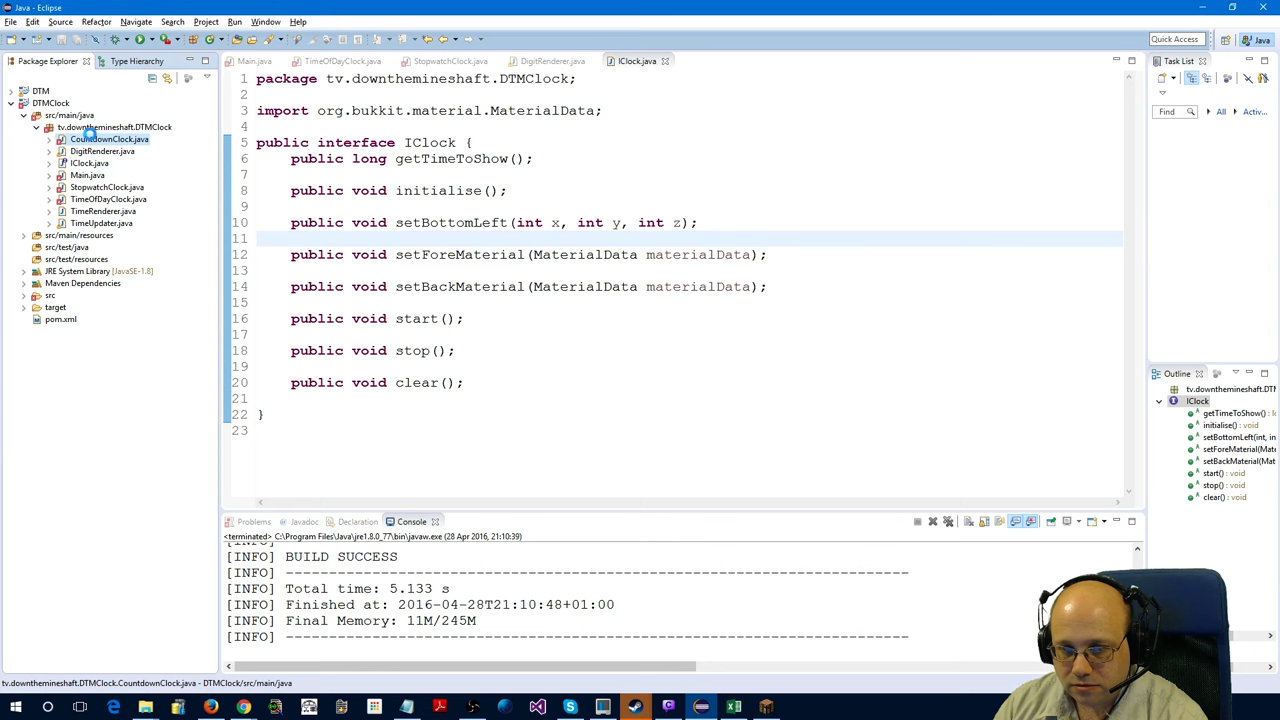 Java - Eclipse
File Edit Source Refactor Navigate Search Project Run Window Help
Quick Access Java
Package Explorer Type Hierarchy
Main.java TimeOfDayClock.java StopwatchClock.java DigitRenderer.java IClock.java
Task List
DTM
DTMClock
src/main/java
tv.downthemineshaft.DTMClock
CountdownClock.java
DigitRenderer.java
IClock.java
Main.java
StopwatchClock.java
TimeOfDayClock.java
TimeRenderer.java
TimeUpdater.java
src/main/resources
src/test/java
src/test/resources
JRE System Library [JavaSE-1.8]
Maven Dependencies
src
target
pom.xml
1 package tv.downthemineshaft.DTMClock;
2
3 import org.bukkit.material.MaterialData;
4
5 public interface IClock {
6 public long getTimeToShow();
7
8 public void initialise();
9
10 public void setBottomLeft(int x, int y, int z);
11
12 public void setForeMaterial(MaterialData materialData);
13
14 public void setBackMaterial(MaterialData materialData);
15
16 public void start();
17
18 public void stop();
19
20 public void clear();
21
22 }
23
Find All Activ...
Outline
tv.downthemineshaft.DTM
IClock
getTimeToShow() : l
initialise() : void
setBottomLeft(int, in
setForeMaterial(Mate
setBackMaterial(Mat
start() : void
stop() : void
clear() : void
Problems Javadoc Declaration Console
<terminated> C:\Program Files\Java\jre1.8.0_77\bin\javaw.exe (28 Apr 2016, 21:10:39)
[INFO] BUILD SUCCESS
[INFO] ------------------------------------------------------------------------
[INFO] Total time: 5.133 s
[INFO] Finished at: 2016-04-28T21:10:48+01:00
[INFO] Final Memory: 11M/245M
[INFO] ------------------------------------------------------------------------
tv.downthemineshaft.DTMClock.CountdownClock.java - DTMClock/src/main/java